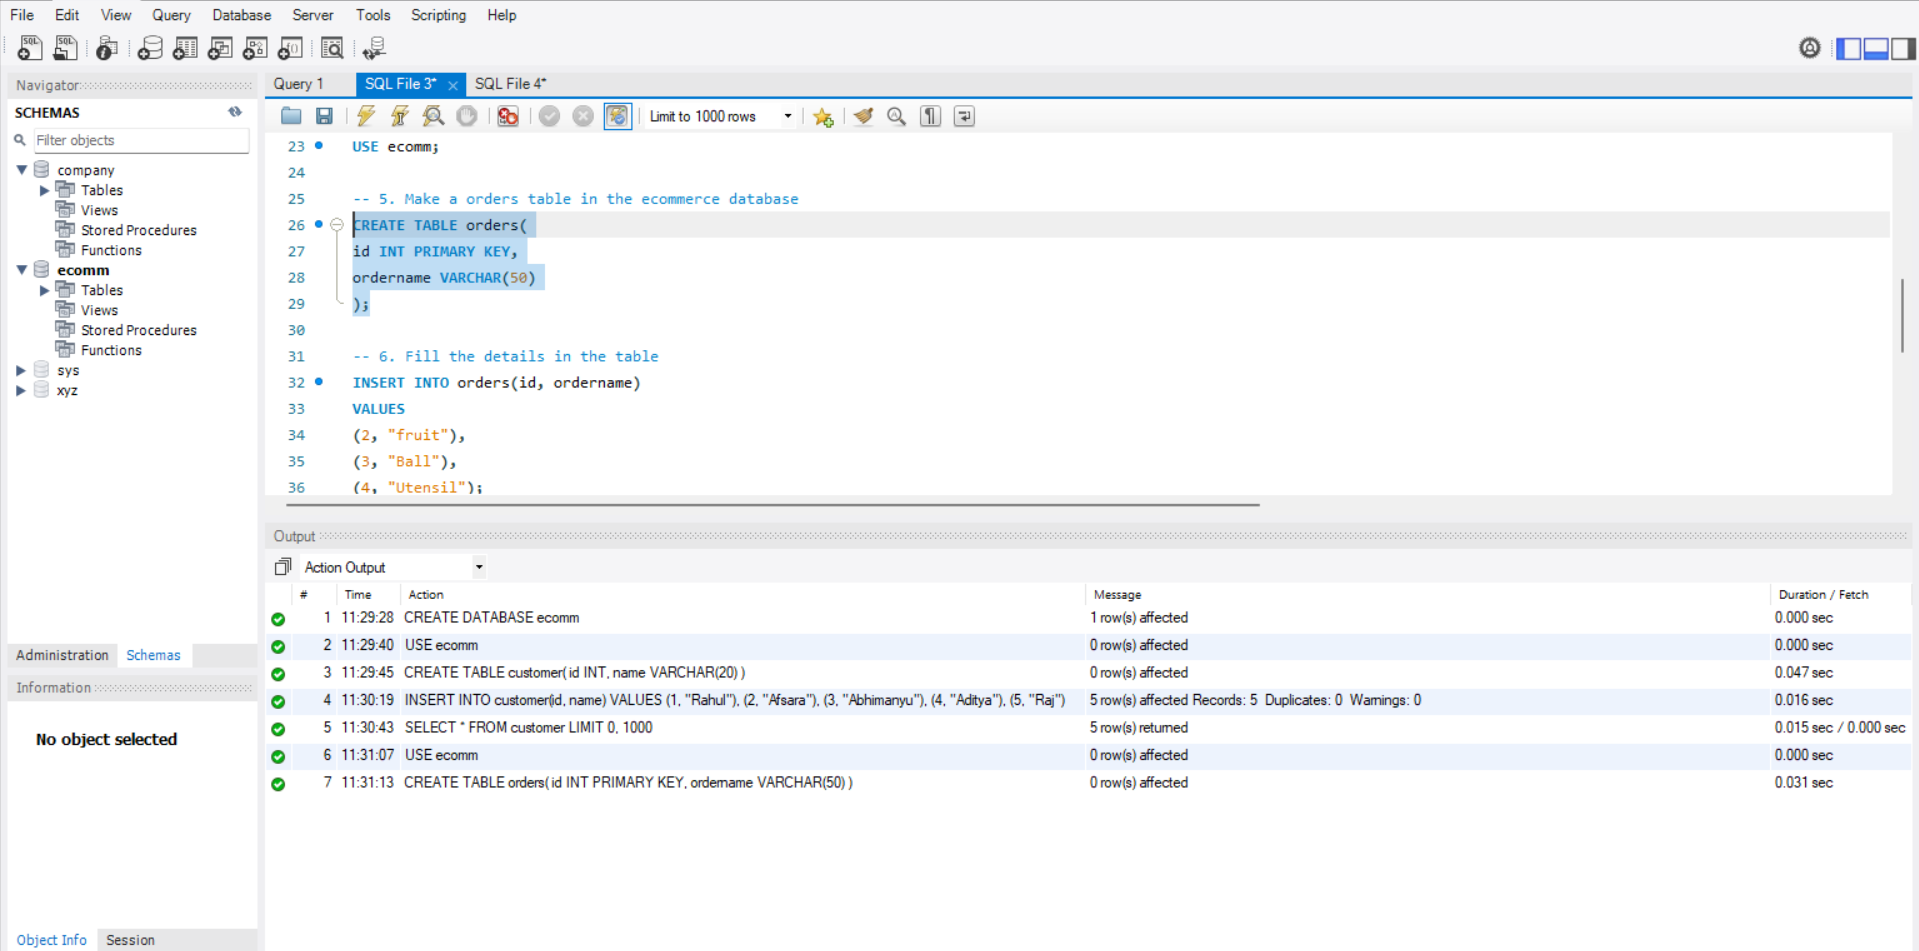 File Edit View Query Database Server Tools Scripting Help
Navigator
SCHEMAS
Filter objects
company
Tables
Views
Stored Procedures
Functions
ecomm
Tables
Views
Stored Procedures
Functions
sys
xyz
Administration Schemas
Information
No object selected
Object Info Session
Query 1 SQL File 3* SQL File 4*
Limit to 1000 rows
23 USE ecomm;
24
25 -- 5. Make a orders table in the ecommerce database
26 CREATE TABLE orders(
27 id INT PRIMARY KEY,
28 ordername VARCHAR(50)
29 );
30
31 -- 6. Fill the details in the table
32 INSERT INTO orders(id, ordername)
33 VALUES
34 (2, "fruit"),
35 (3, "Ball"),
36 (4, "Utensil");
Output
Action Output
# Time Action Message Duration / Fetch
1 11:29:28 CREATE DATABASE ecomm 1 row(s) affected 0.000 sec
2 11:29:40 USE ecomm 0 row(s) affected 0.000 sec
3 11:29:45 CREATE TABLE customer( id INT, name VARCHAR(20) ) 0 row(s) affected 0.047 sec
4 11:30:19 INSERT INTO customer(id, name) VALUES (1, "Rahul"), (2, "Afsara"), (3, "Abhimanyu"), (4, "Aditya"), (5, "Raj") 5 row(s) affected Records: 5 Duplicates: 0 Warnings: 0 0.016 sec
5 11:30:43 SELECT * FROM customer LIMIT 0, 1000 5 row(s) returned 0.015 sec / 0.000 sec
6 11:31:07 USE ecomm 0 row(s) affected 0.000 sec
7 11:31:13 CREATE TABLE orders( id INT PRIMARY KEY, ordername VARCHAR(50) ) 0 row(s) affected 0.031 sec